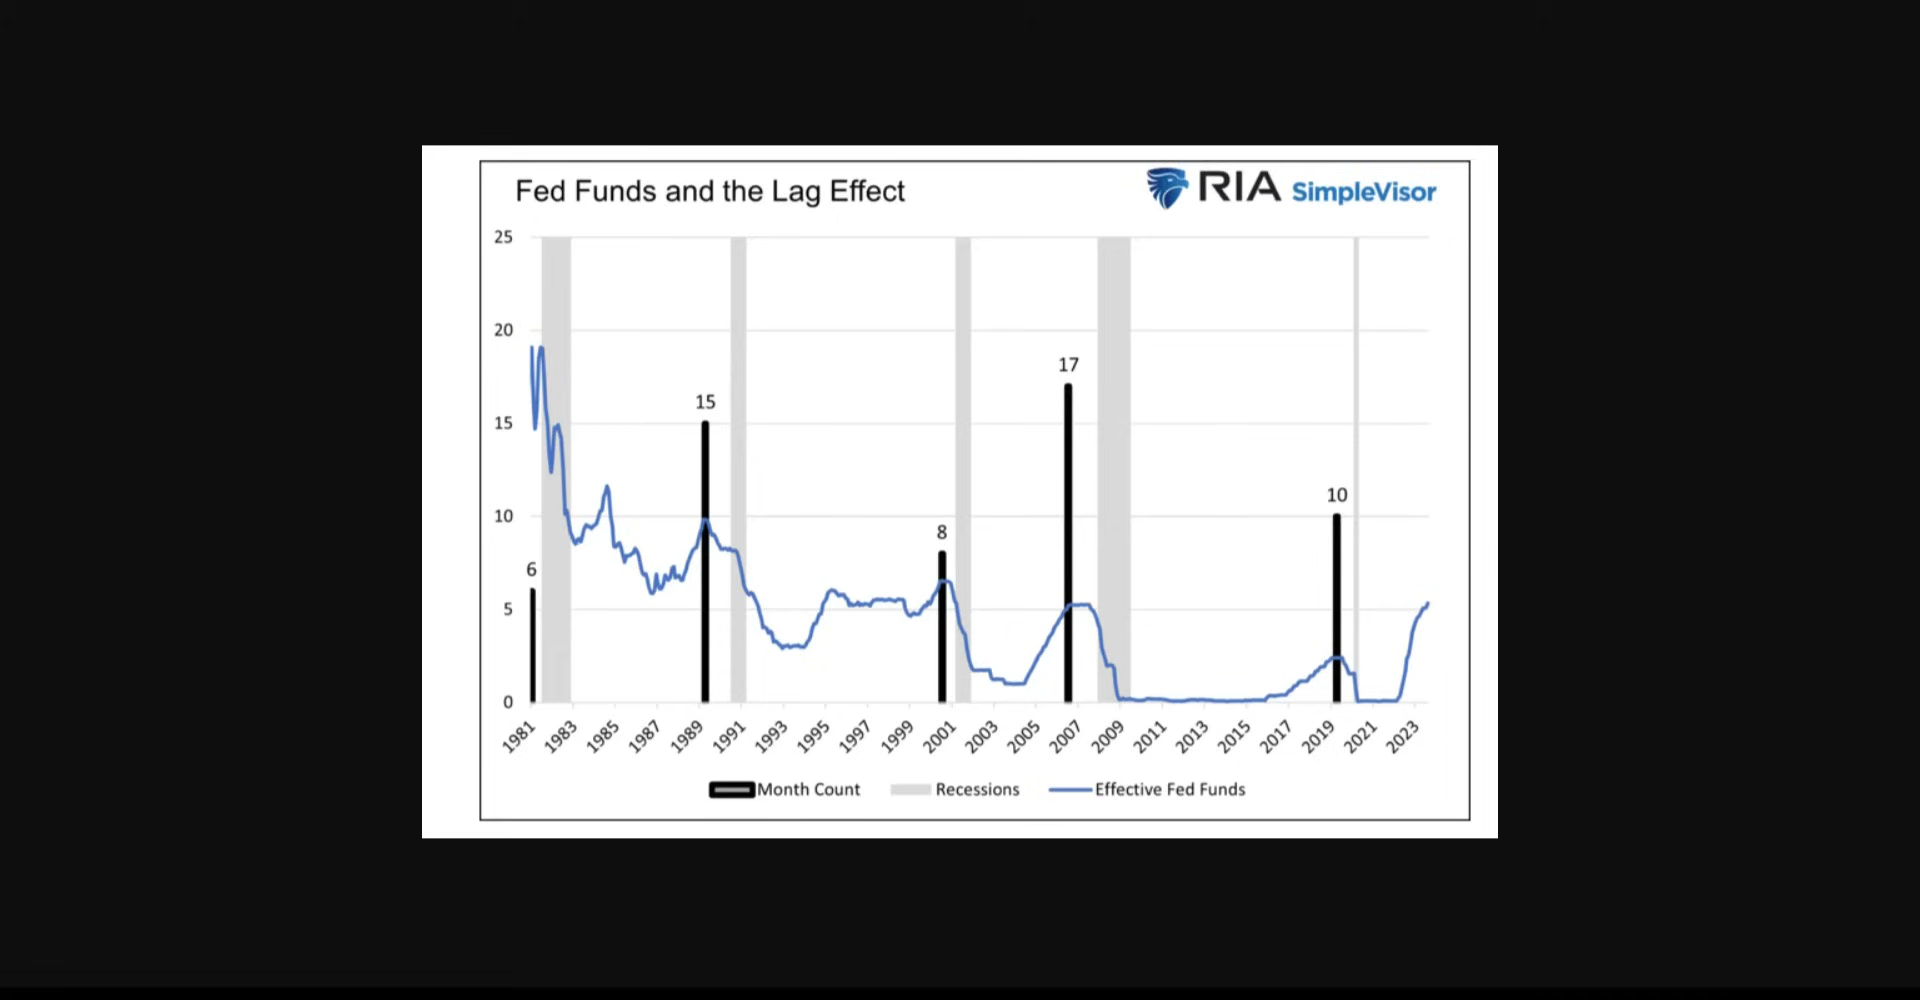 Fed Funds and the Lag Effect
RIA SimpleVisor
25
20
15
10
5
0
6
15
8
17
10
1981 1983 1985 1987 1989 1991 1993 1995 1997 1999 2001 2003 2005 2007 2009 2011 2013 2015 2017 2019 2021 2023
Month Count Recessions Effective Fed Funds